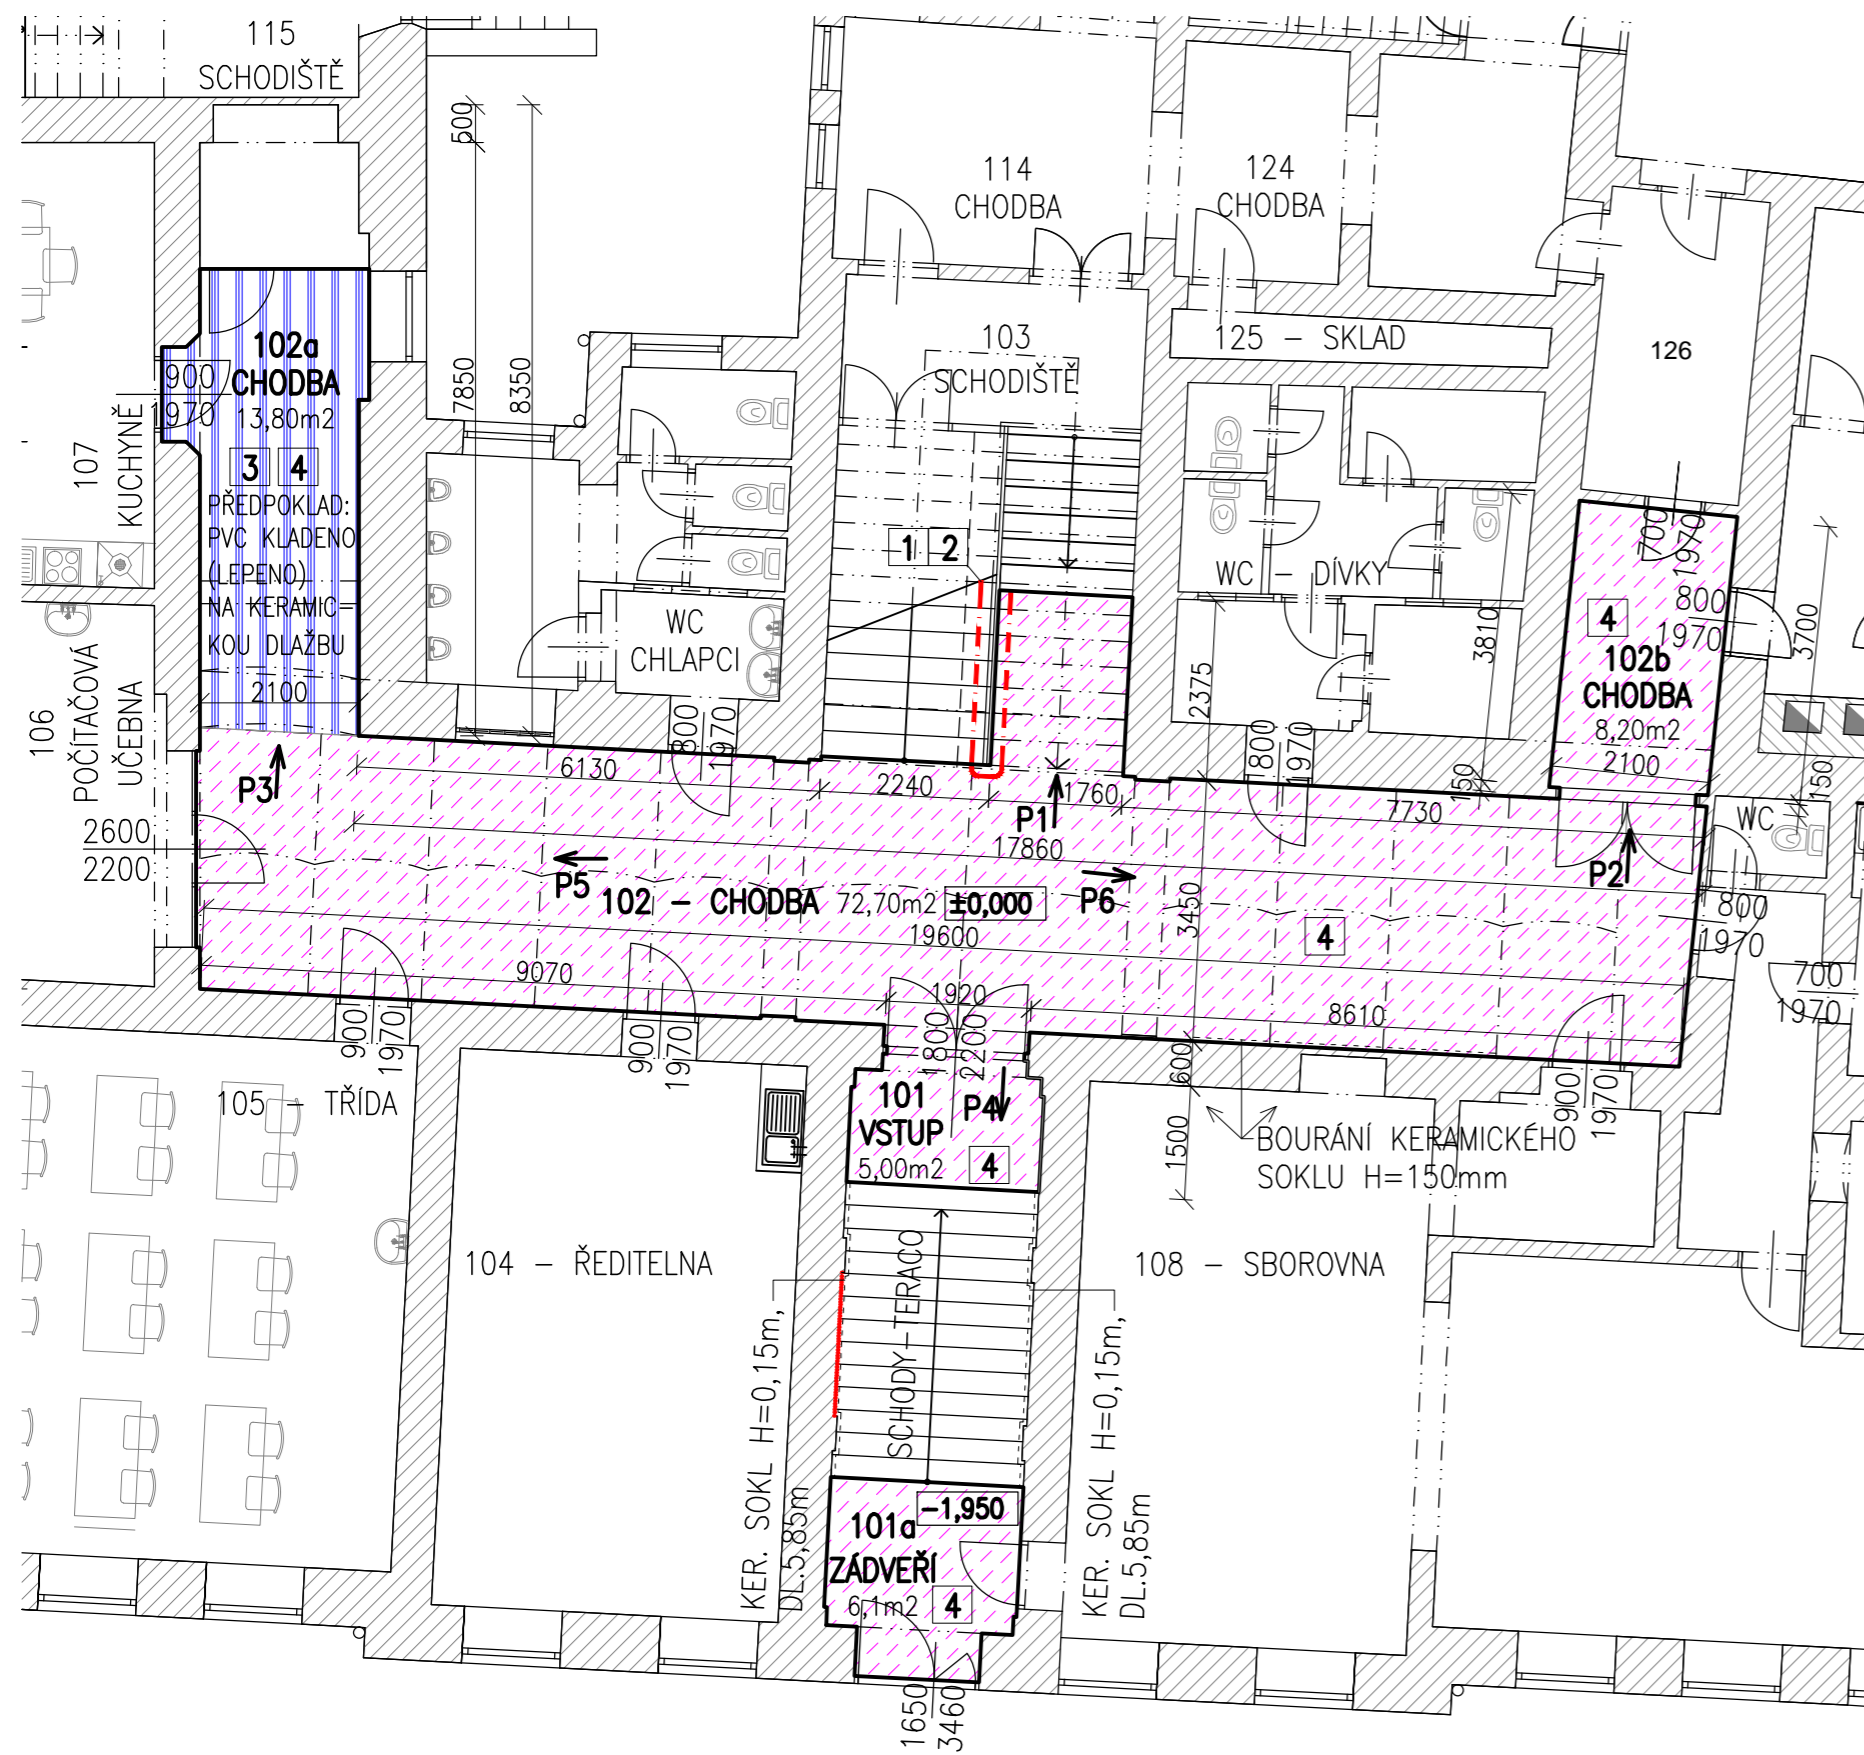 115
SCHODIŠTĚ
500
114
CHODBA
124
CHODBA
103
SCHODIŠTĚ
125 – SKLAD
126
102a
CHODBA
13,80m2
900
1970
7850
8350
107
KUCHYNĚ
3 4
PŘEDPOKLAD:
PVC KLADENO
(LEPENO)
NA KERAMIC–
KOU DLAŽBU
2100
1 2
WC – DÍVKY
WC
CHLAPCI
700
1970
800
1970
3700
4
102b
CHODBA
8,20m2
2100
3810
2375
106
POČÍTAČOVÁ
UČEBNA
P3
6130
800
1970
2240
P1
1760
800
1970
150
7730
150
WC
2600
2200
17860
P5
P6
P2
102 – CHODBA 72,70m2 ±0,000
3450
4
19600
800
1970
9070
1920
8610
700
1970
900
1970
900
1970
1800
2200
600
900
1970
105 – TŘÍDA
101
VSTUP
5,00m2
P4
4
1500
BOURÁNÍ KERAMICKÉHO
SOKLU H=150mm
104 – ŘEDITELNA
108 – SBOROVNA
SCHODY–TERACO
KER. SOKL H=0,15m,
DL.5,85m
KER. SOKL H=0,15m,
DL.5,85m
–1,950
101a
ZÁDVEŘÍ
6,1m2
4
1650
3460